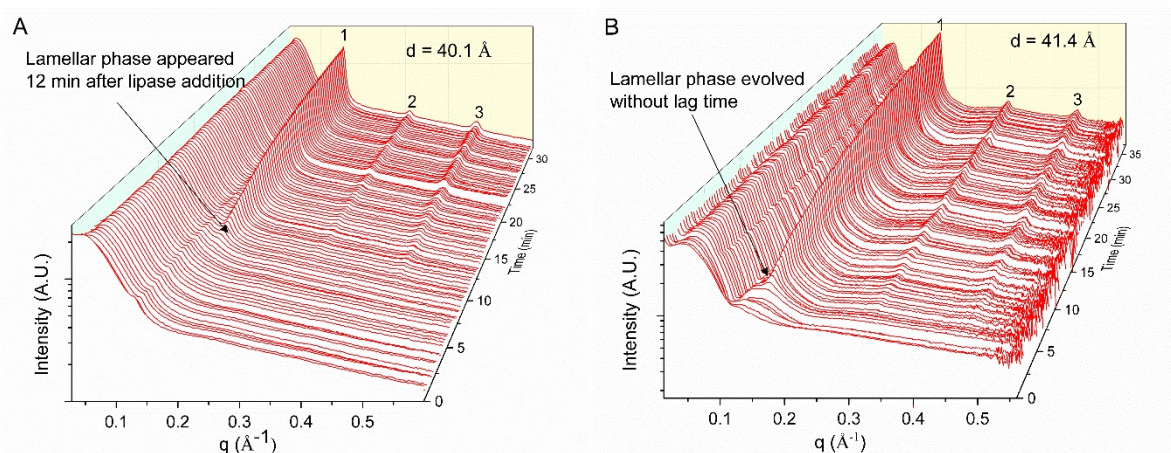 A
Lamellar phase appeared
12 min after lipase addition
1
d = 40.1 Å
2
3
Intensity (A.U.)
0.1 0.2 0.3 0.4 0.5
q (Å-1)
0
5
10
15
20
25
30
Time (min)
B
Lamellar phase evolved
without lag time
1
d = 41.4 Å
2
3
Intensity (A.U.)
0.1 0.2 0.3 0.4 0.5
q (Å-1)
0
5
10
15
20
25
30
35
Time (min)